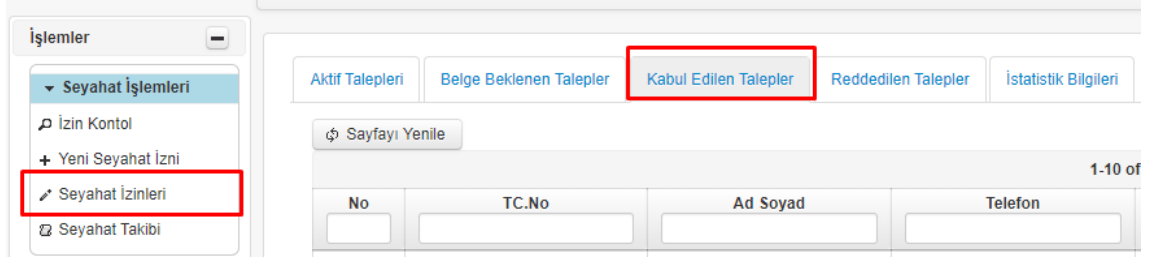 İşlemler
Seyahat İşlemleri
İzin Kontol
Yeni Seyahat İzni
Seyahat İzinleri
Seyahat Takibi
Aktif Talepleri Belge Beklenen Talepler Kabul Edilen Talepler Reddedilen Talepler İstatistik Bilgileri
Sayfayı Yenile
1-10 of
No TC.No Ad Soyad Telefon